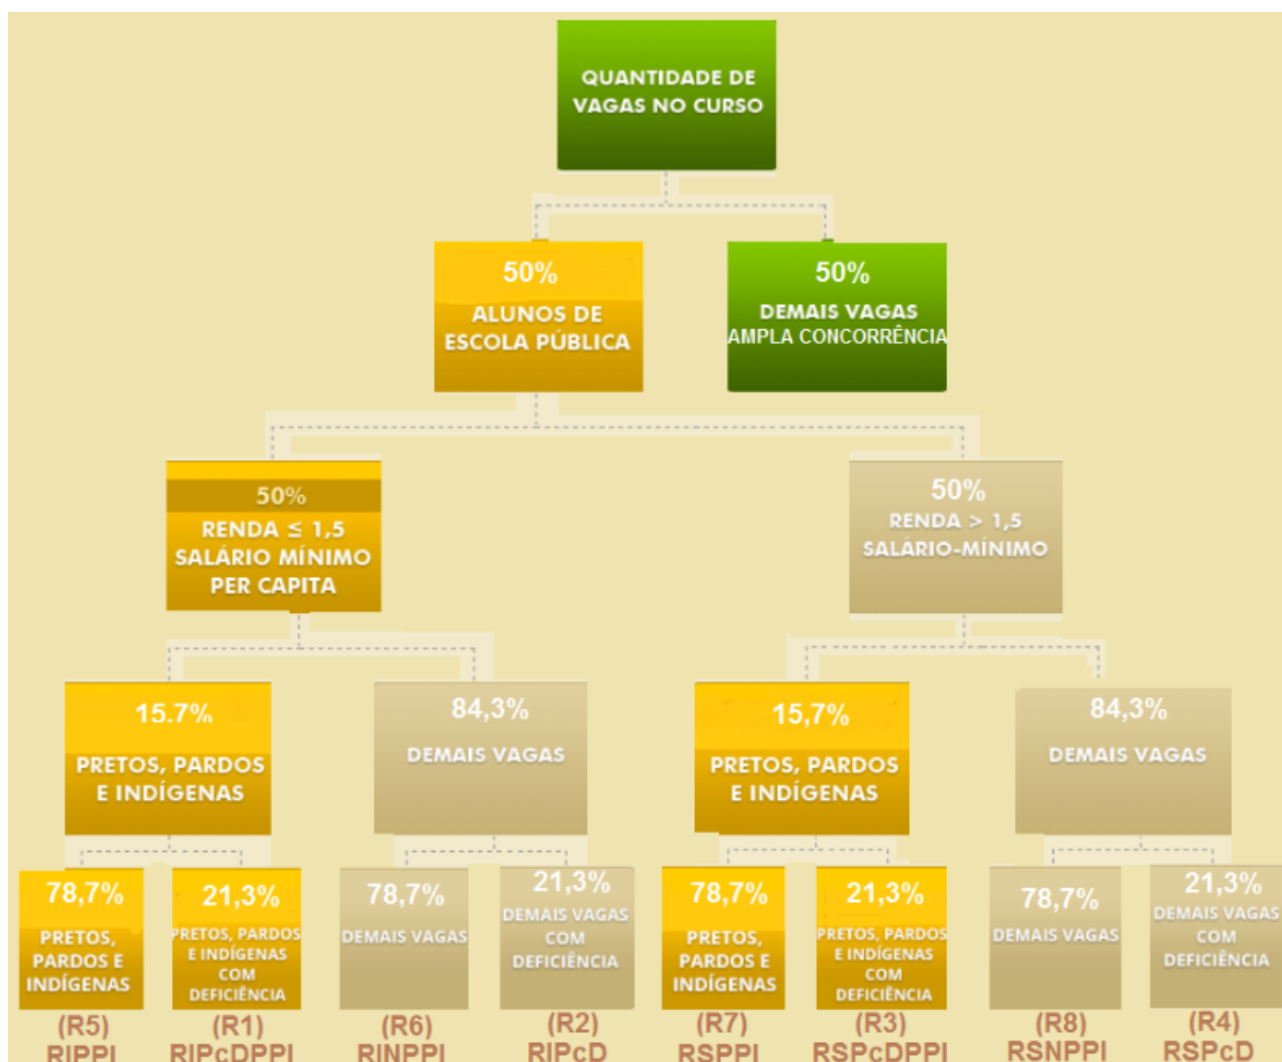 QUANTIDADE DE
VAGAS NO CURSO
50%
ALUNOS DE
ESCOLA PÚBLICA
50%
DEMAIS VAGAS
AMPLA CONCORRÊNCIA
50%
RENDA ≤ 1,5
SALÁRIO MÍNIMO
PER CAPITA
50%
RENDA > 1,5
SALÁRIO-MÍNIMO
15.7%
PRETOS, PARDOS
E INDÍGENAS
84,3%
DEMAIS VAGAS
15,7%
PRETOS, PARDOS
E INDÍGENAS
84,3%
DEMAIS VAGAS
78,7%
PRETOS,
PARDOS E
INDÍGENAS
(R5)
RIPPI
21,3%
PRETOS, PARDOS
E INDÍGENAS
COM
DEFICIÊNCIA
(R1)
RIPcDPPI
78,7%
DEMAIS VAGAS
(R6)
RINPPI
21,3%
DEMAIS VAGAS
COM
DEFICIÊNCIA
(R2)
RIPcD
78,7%
PRETOS,
PARDOS E
INDÍGENAS
(R7)
RSPPI
21,3%
PRETOS, PARDOS
E INDÍGENAS
COM
DEFICIÊNCIA
(R3)
RSPcDPPI
78,7%
DEMAIS VAGAS
(R8)
RSNPPI
21,3%
DEMAIS VAGAS
COM
DEFICIÊNCIA
(R4)
RSPcD